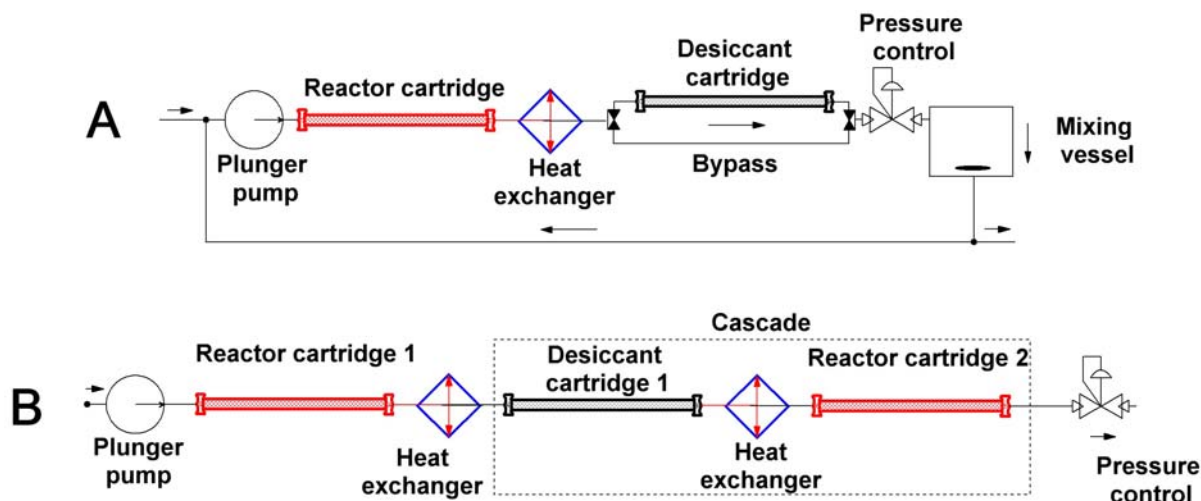 A
Plunger
pump
Reactor cartridge
Heat
exchanger
Desiccant
cartridge
Bypass
Pressure
control
Mixing
vessel
B
Plunger
pump
Reactor cartridge 1
Heat
exchanger
Cascade
Desiccant
cartridge 1
Heat
exchanger
Reactor cartridge 2
Pressure
control